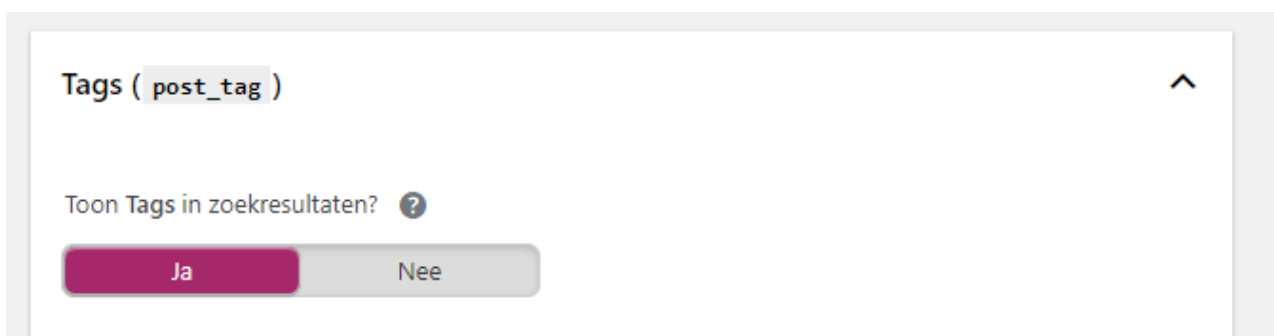 Tags ( post_tag )
Toon Tags in zoekresultaten? ?
Ja Nee